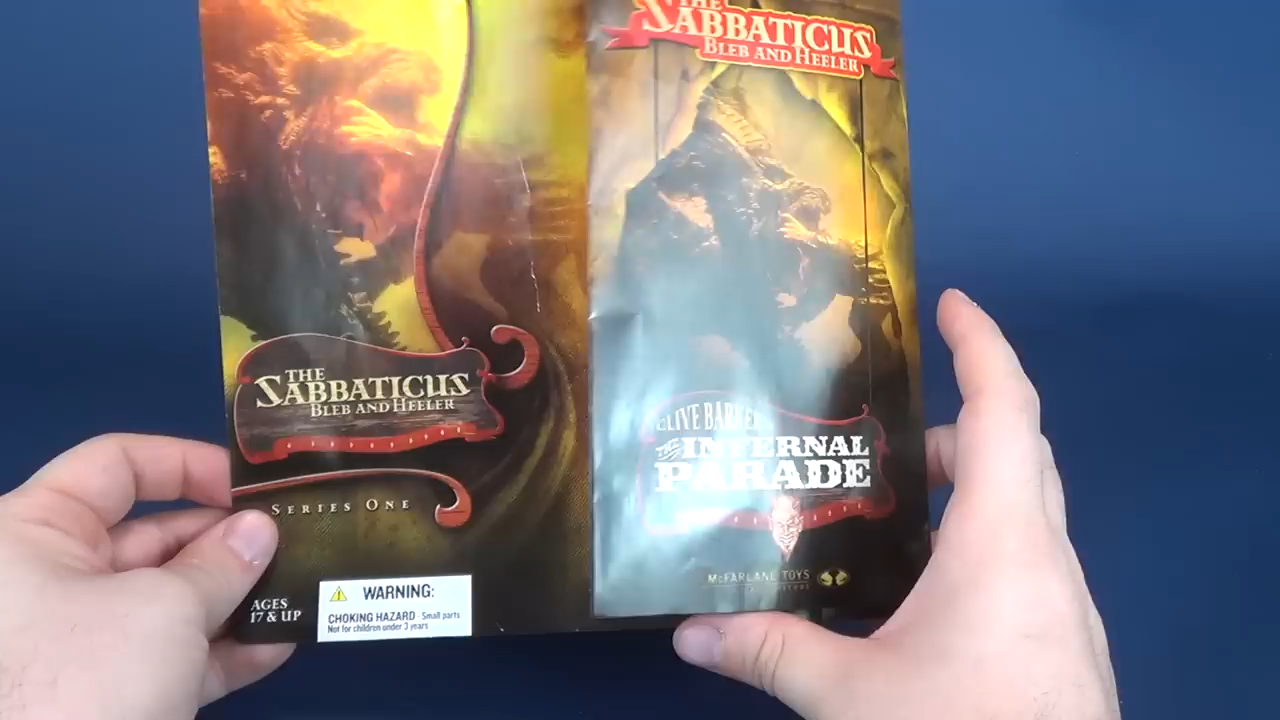 THE
SABBATICUS
BLEB AND HEELER
SERIES ONE
AGES
17 & UP
WARNING:
CHOKING HAZARD - Small parts
Not for children under 3 years
THE
SABBATICUS
BLEB AND HEELER
CLIVE BARKER
THE INFERNAL
PARADE
MCFARLANE TOYS